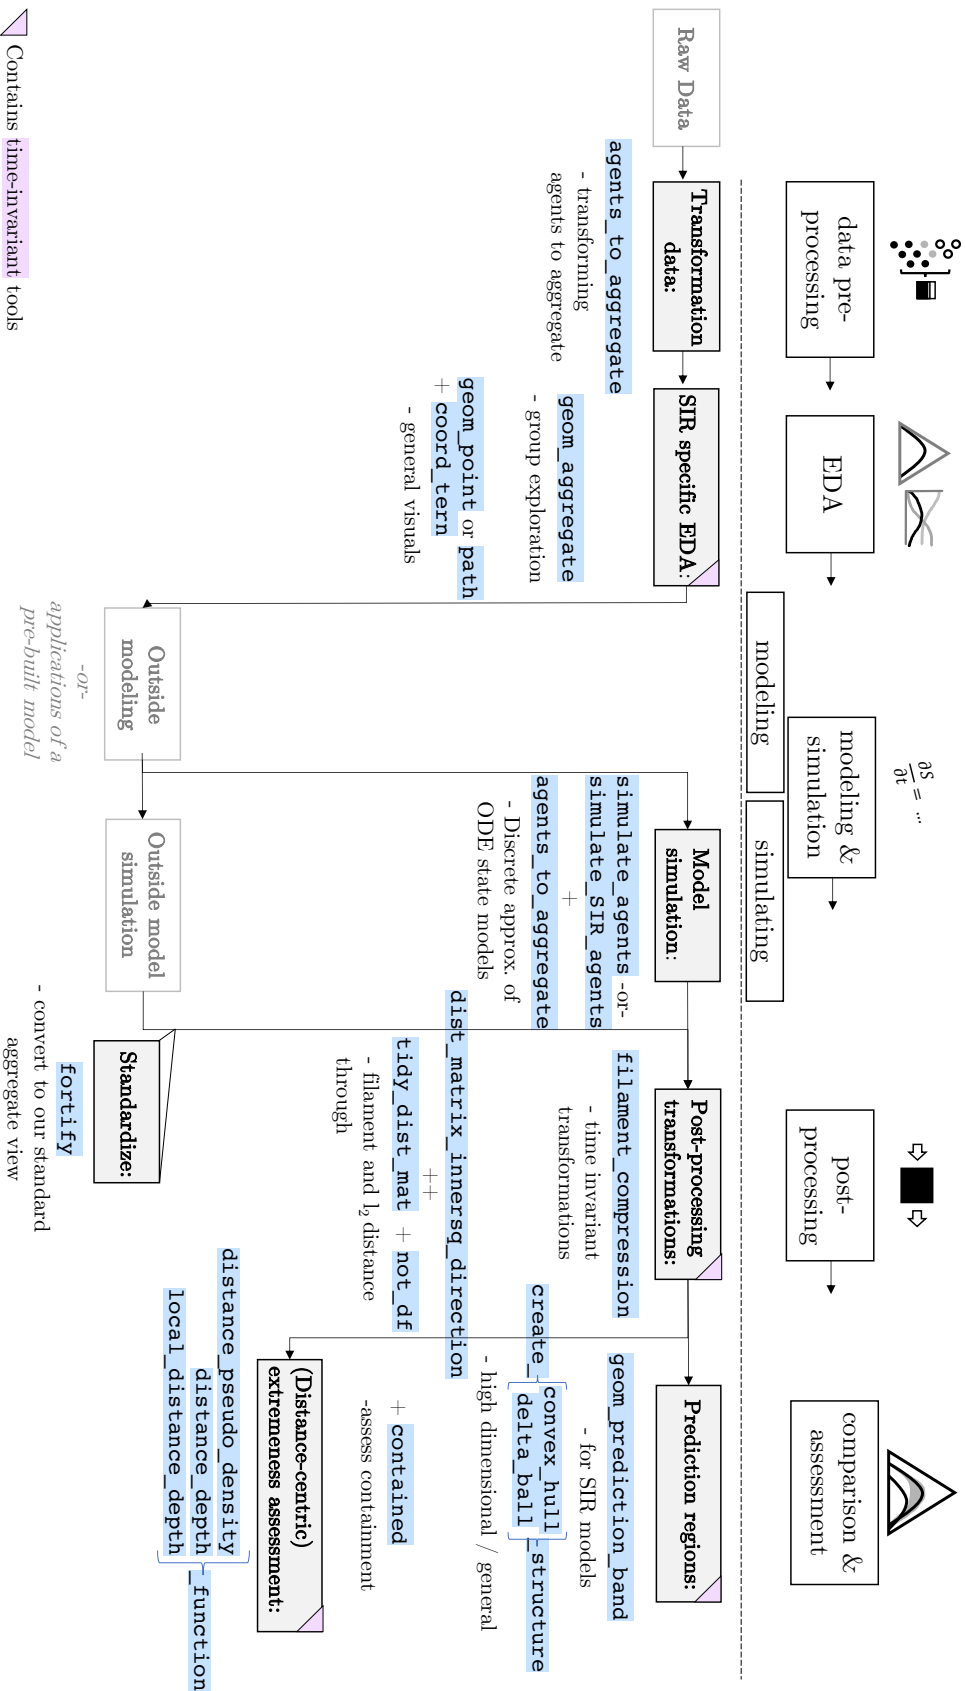 data pre-
processing
EDA
∂S
∂t
= ...
modeling &
simulation
modeling
simulating
post-
processing
comparison &
assessment
Raw Data
Transformation
data:
agents_to_aggregate
- transforming
agents to aggregate
SIR specific EDA:
geom_aggregate
- group exploration
geom_point or path
+ coord_tern
- general visuals
Outside
modeling
-or-
applications of a
pre-built model
Model
simulation:
simulate_agents -or-
simulate_SIR_agents
+
agents_to_aggregate
- Discrete approx. of
ODE state models
Outside model
simulation
Standardize:
fortify
- convert to our standard
aggregate view
Post-processing
transformations:
filament_compression
- time invariant
transformations
dist_matrix_innersq_direction
++
tidy_dist_mat + not_df
- filament and l2 distance
through
Prediction regions:
geom_prediction_band
- for SIR models
create_ convex_hull _structure
delta_ball
- high dimensional / general
+ contained
-assess containment
(Distance-centric)
extremeness assessment:
distance_pseudo_density
distance_depth _function
local_distance_depth
Contains time-invariant tools